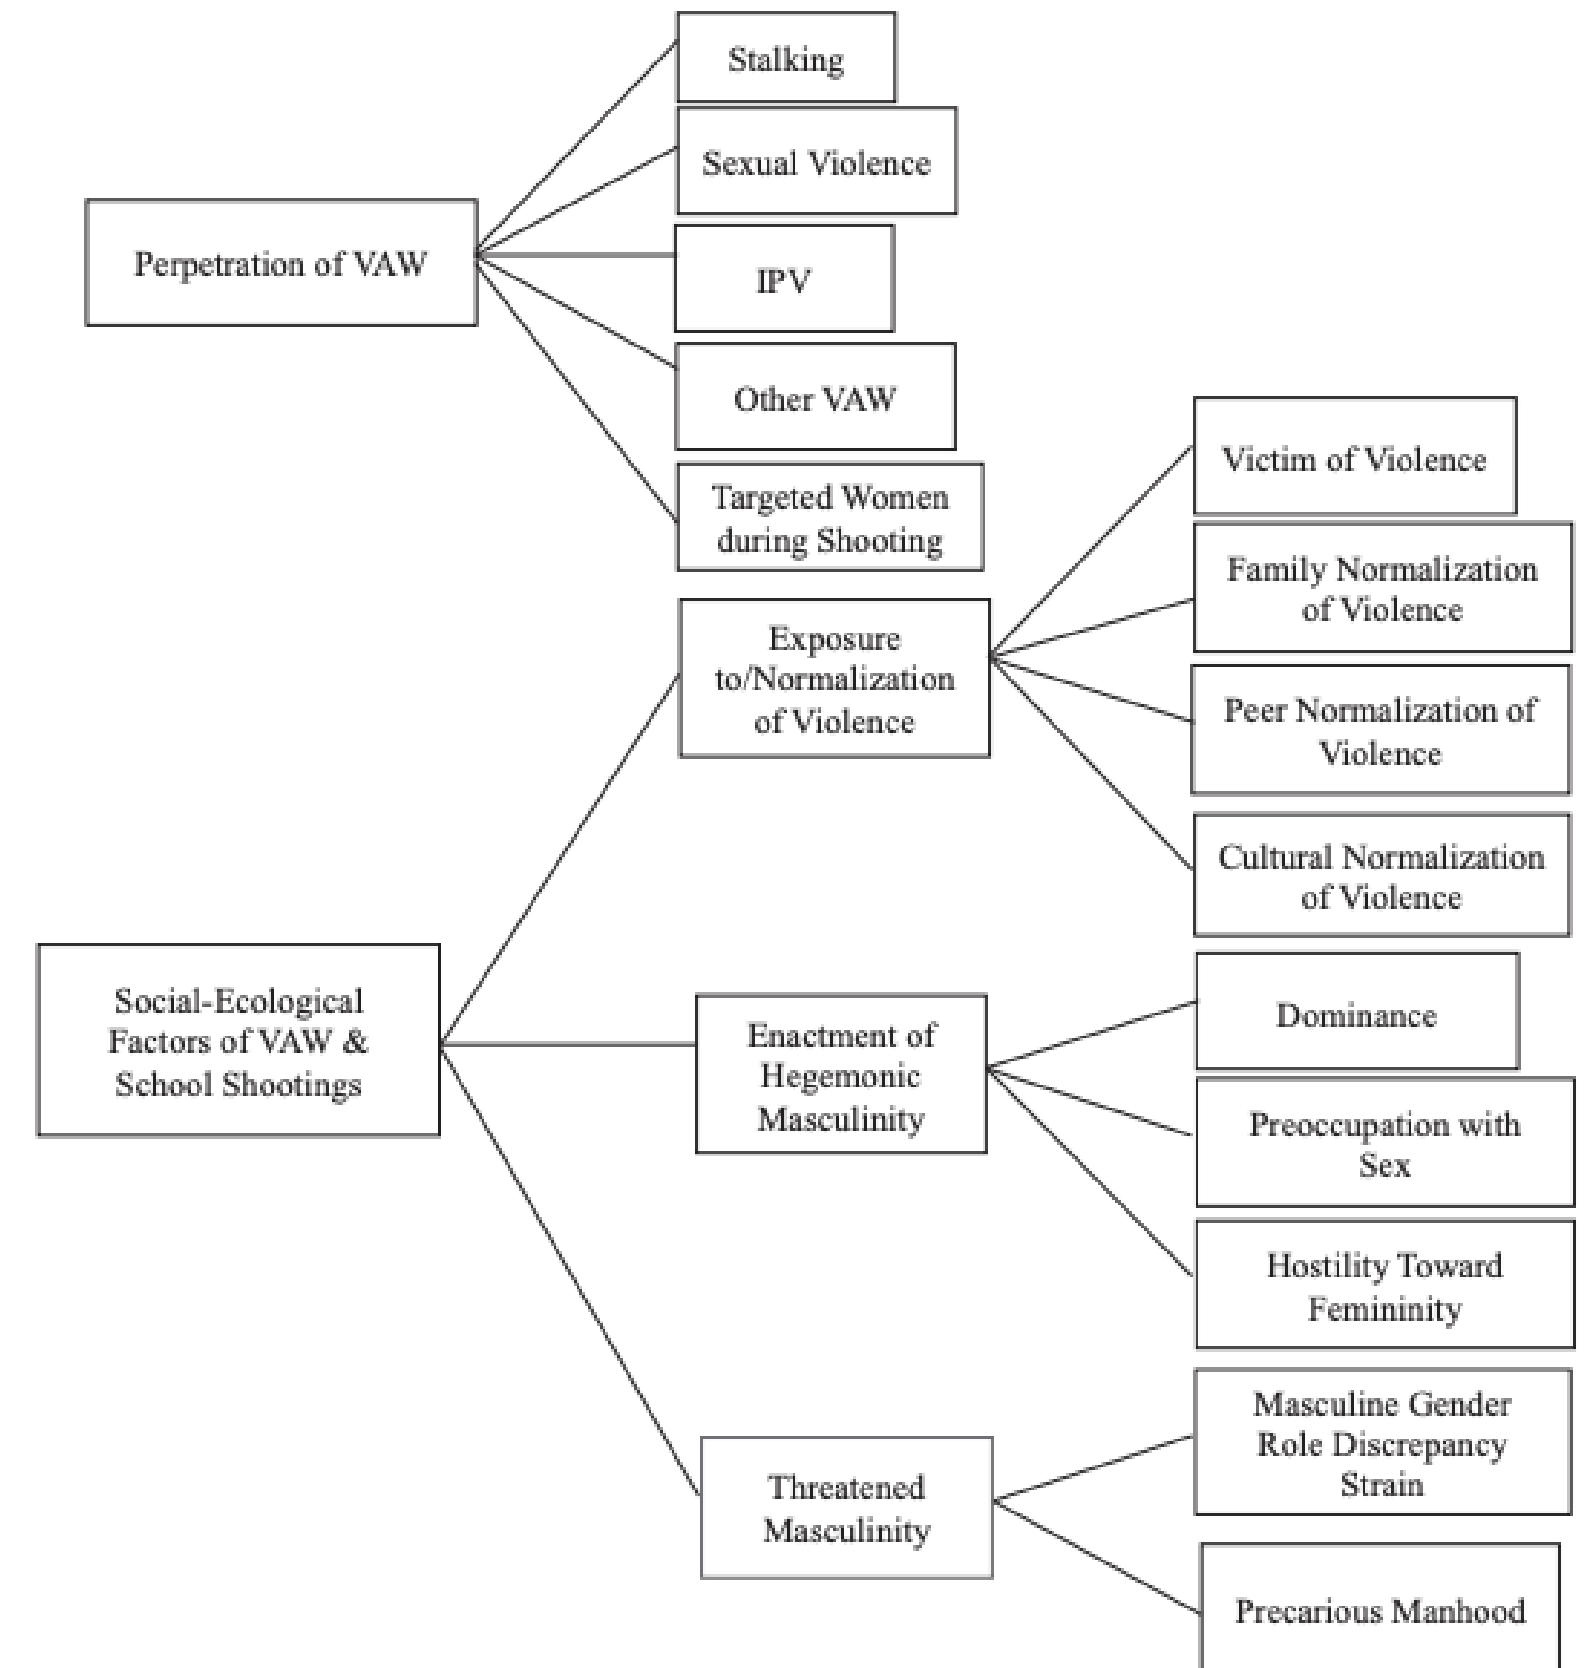 Stalking
Sexual Violence
Perpetration of VAW
IPV
Other VAW
Targeted Women
during Shooting
Victim of Violence
Family Normalization
of Violence
Exposure
to/Normalization
of Violence
Peer Normalization of
Violence
Cultural Normalization
of Violence
Social-Ecological
Factors of VAW &
School Shootings
Enactment of
Hegemonic
Masculinity
Dominance
Preoccupation with
Sex
Hostility Toward
Femininity
Threatened
Masculinity
Masculine Gender
Role Discrepancy
Strain
Precarious Manhood